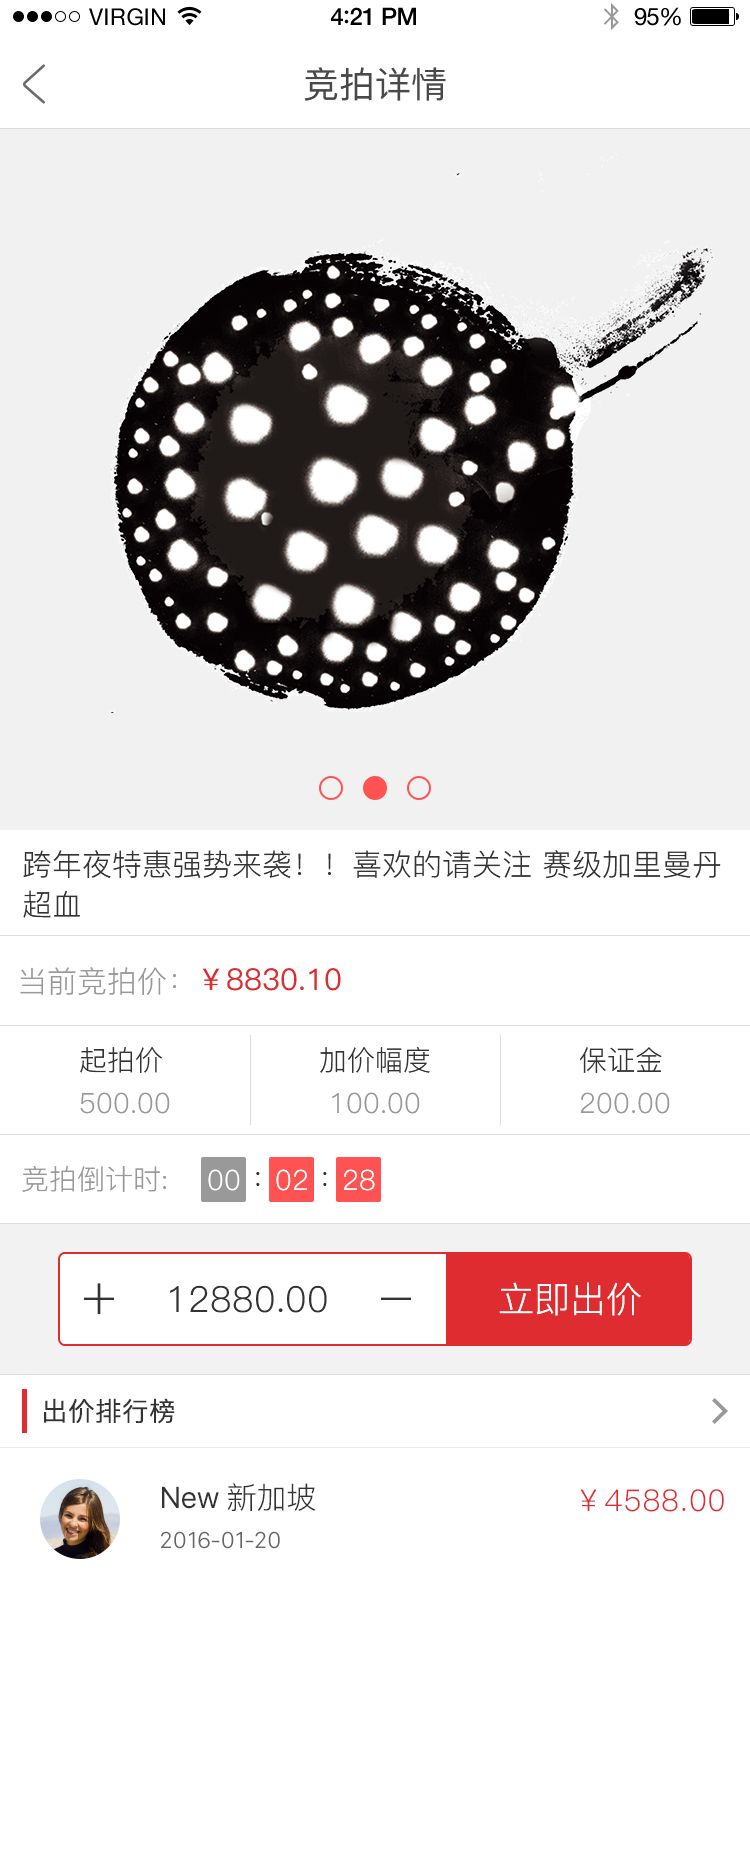 VIRGIN 4:21 PM 95%
竞拍详情
跨年夜特惠强势来袭！！喜欢的请关注 赛级加里曼丹
超血
当前竞拍价： ¥8830.10
起拍价 加价幅度 保证金
500.00 100.00 200.00
竞拍倒计时: 00 : 02 : 28
+ 12880.00 — 立即出价
出价排行榜
New 新加坡 ¥4588.00
2016-01-20